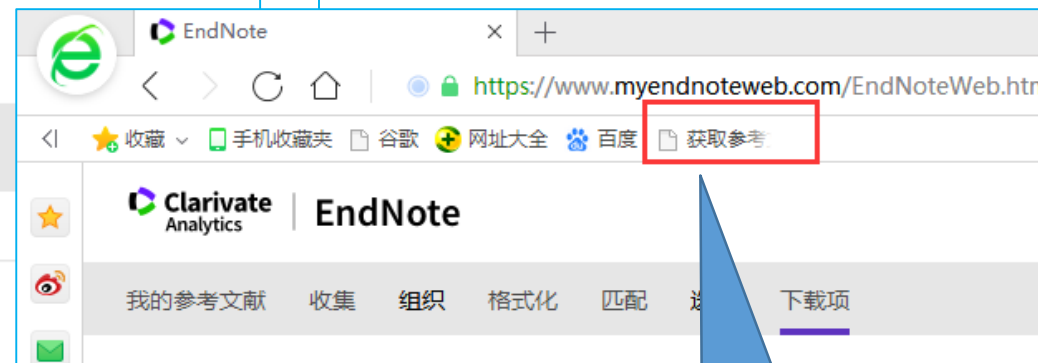 EndNote
https://www.myendnoteweb.com/EndNoteWeb.htm
收藏 手机收藏夹 谷歌 网址大全 百度 获取参考
Clarivate Analytics EndNote
我的参考文献 收集 组织 格式化 匹配 下载项